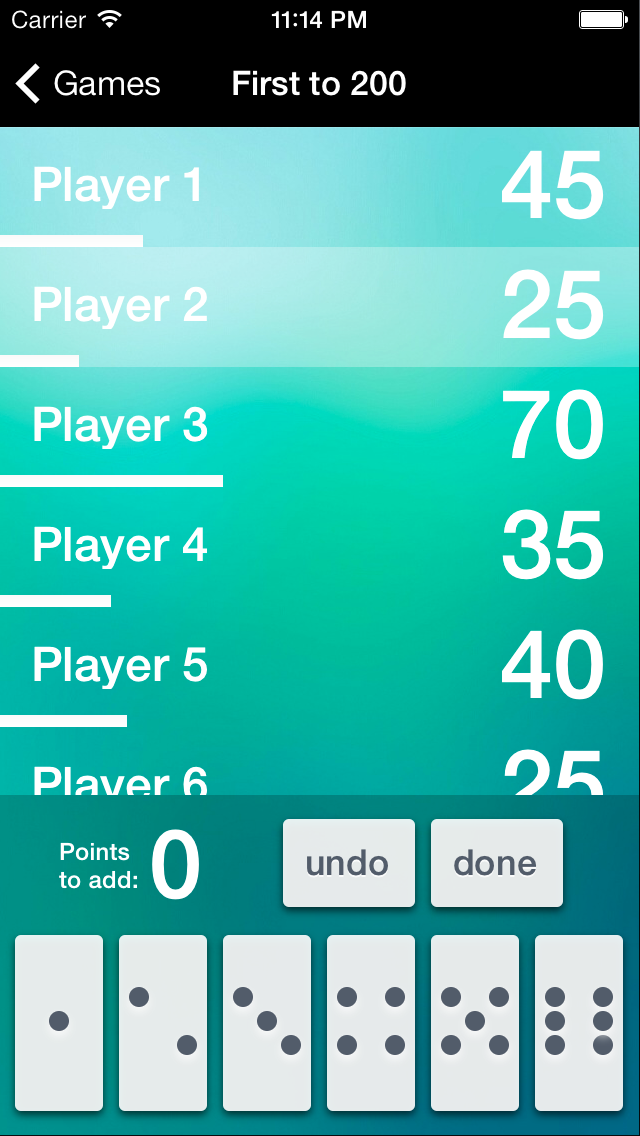 Carrier 11:14 PM
Games First to 200
Player 1 45
Player 2 25
Player 3 70
Player 4 35
Player 5 40
Player 6 25
Points
to add: 0 undo done